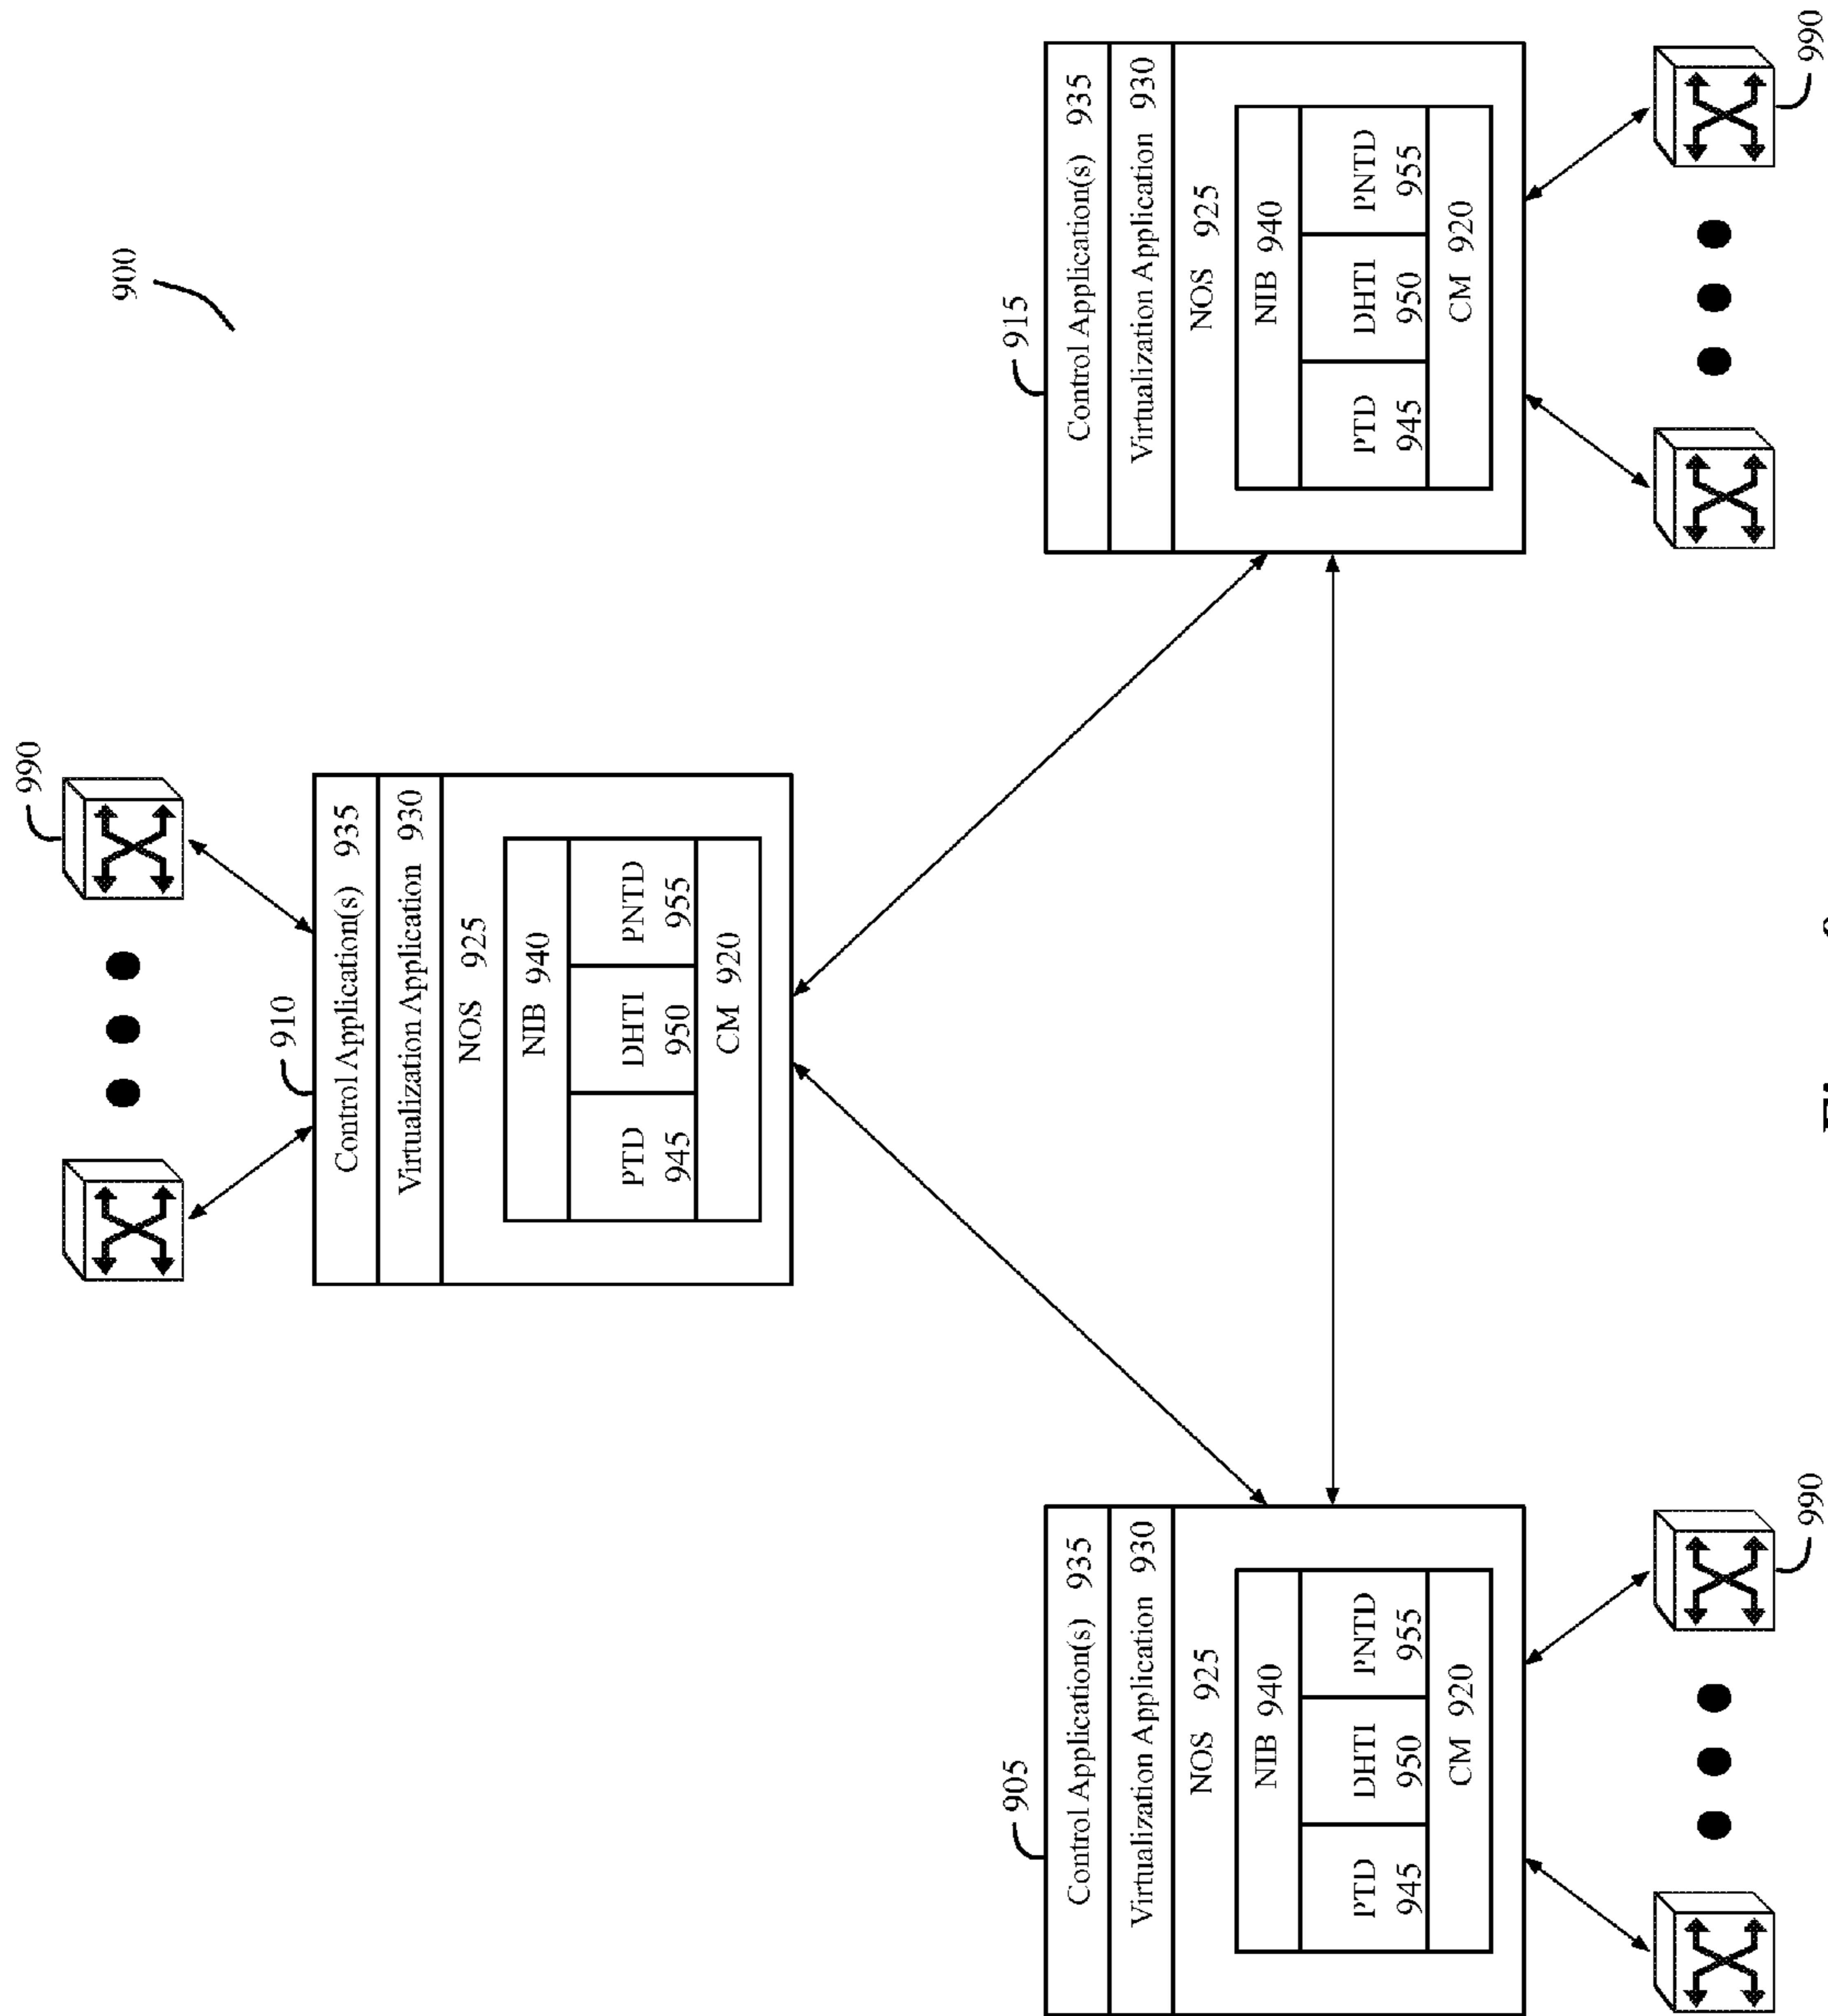 990
900
910
Control Application(s) 935
Virtualization Application 930
NOS 925
NIB 940
PTD
945
DHTI
950
PNTD
955
CM 920
905
Control Application(s) 935
Virtualization Application 930
NOS 925
NIB 940
PTD
945
DHTI
950
PNTD
955
CM 920
990
915
Control Application(s) 935
Virtualization Application 930
NOS 925
NIB 940
PTD
945
DHTI
950
PNTD
955
CM 920
990